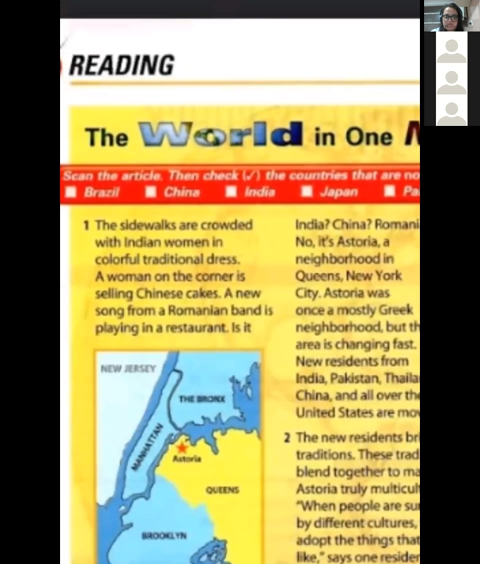 READING
The World in One
Scan the article. Then check (✓) the countries that are
Brazil China India Japan
1 The sidewalks are crowded
with Indian women in
colorful traditional dress.
A woman on the corner is
selling Chinese cakes. A new
song from a Romanian band is
playing in a restaurant. Is it
NEW JERSEY
THE BRONX
MANHATTAN
Astoria
QUEENS
BROOKLYN
India? China? Romani
No, it's Astoria, a
neighborhood in
Queens, New York
City. Astoria was
once a mostly Greek
neighborhood, but th
area is changing fast.
New residents from
India, Pakistan, Thaila
China, and all over the
United States are mov
2 The new residents bri
traditions. These trad
blend together to ma
Astoria truly multicul
"When people are sur
by different cultures,
adopt the things that
like," says one residen